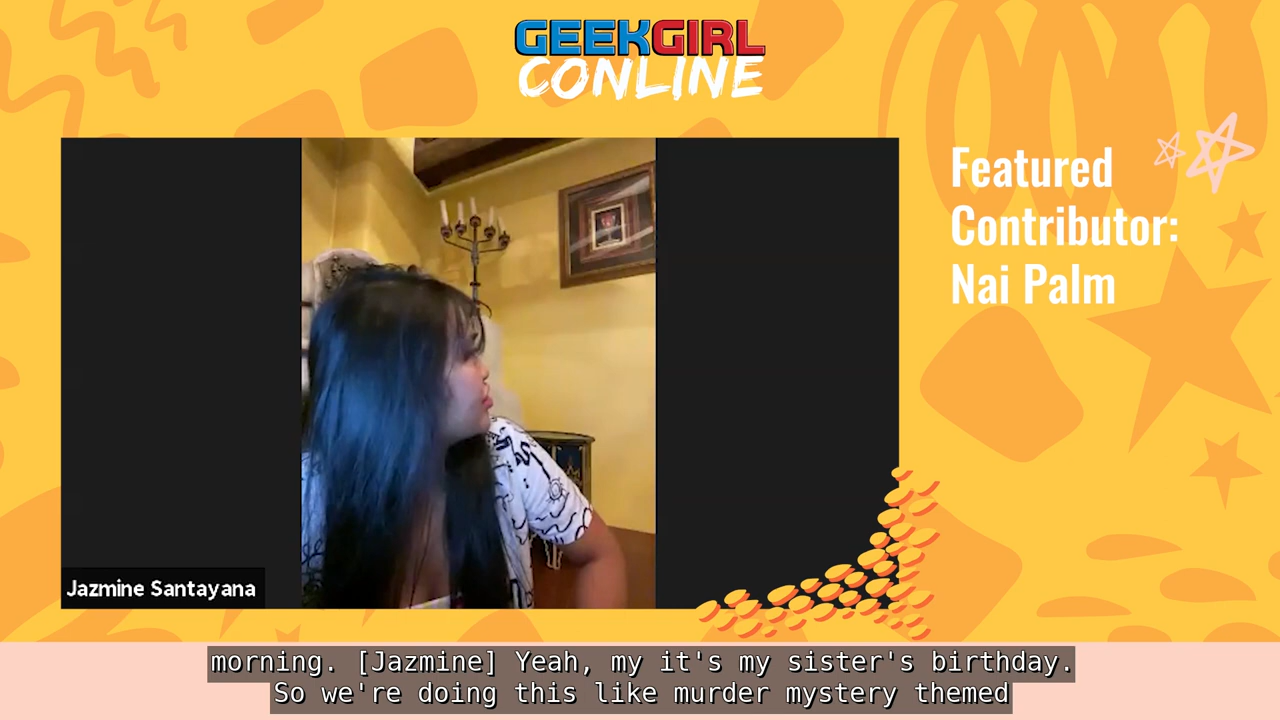 GEEKGIRL
CONLINE
Featured
Contributor:
Nai Palm
Jazmine Santayana
morning. [Jazmine] Yeah, my it's my sister's birthday.
So we're doing this like murder mystery themed